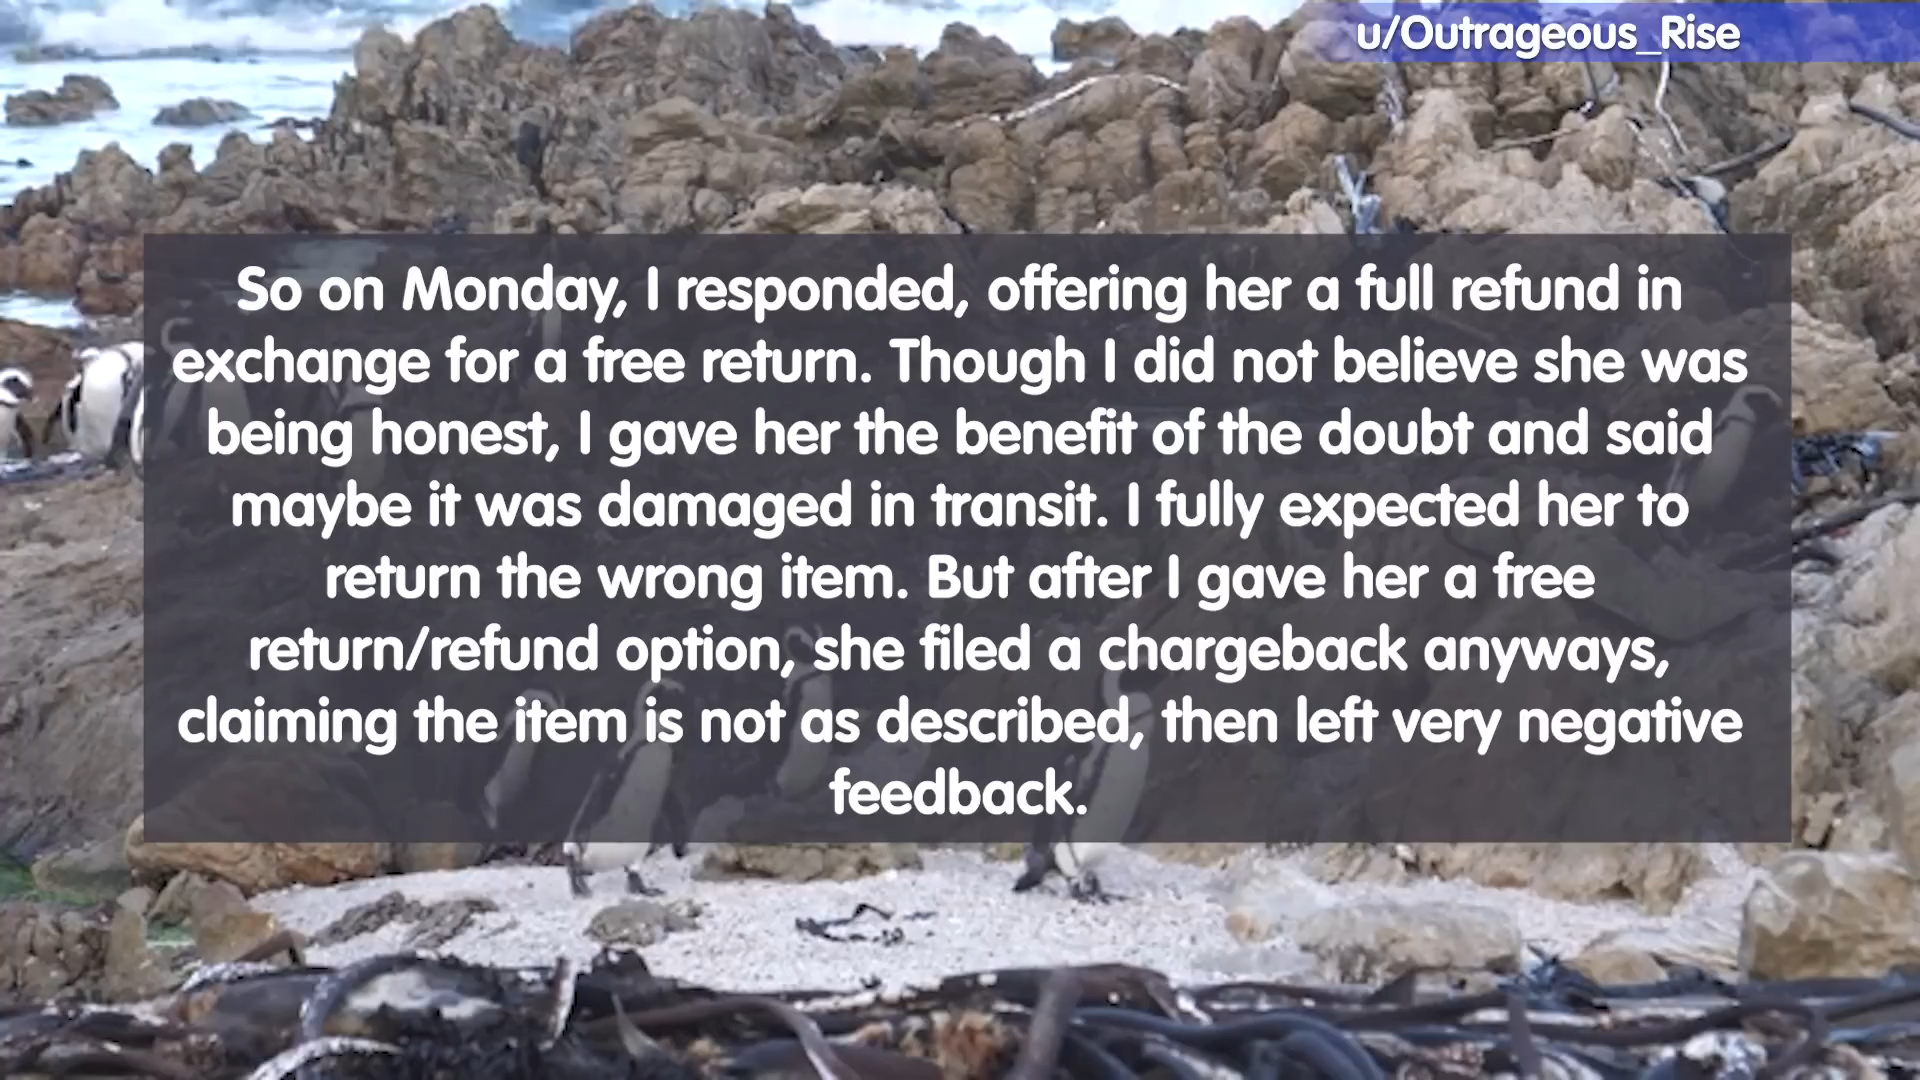 u/Outrageous_Rise
So on Monday, I responded, offering her a full refund in
exchange for a free return. Though I did not believe she was
being honest, I gave her the benefit of the doubt and said
maybe it was damaged in transit. I fully expected her to
return the wrong item. But after I gave her a free
return/refund option, she filed a chargeback anyways,
claiming the item is not as described, then left very negative
feedback.